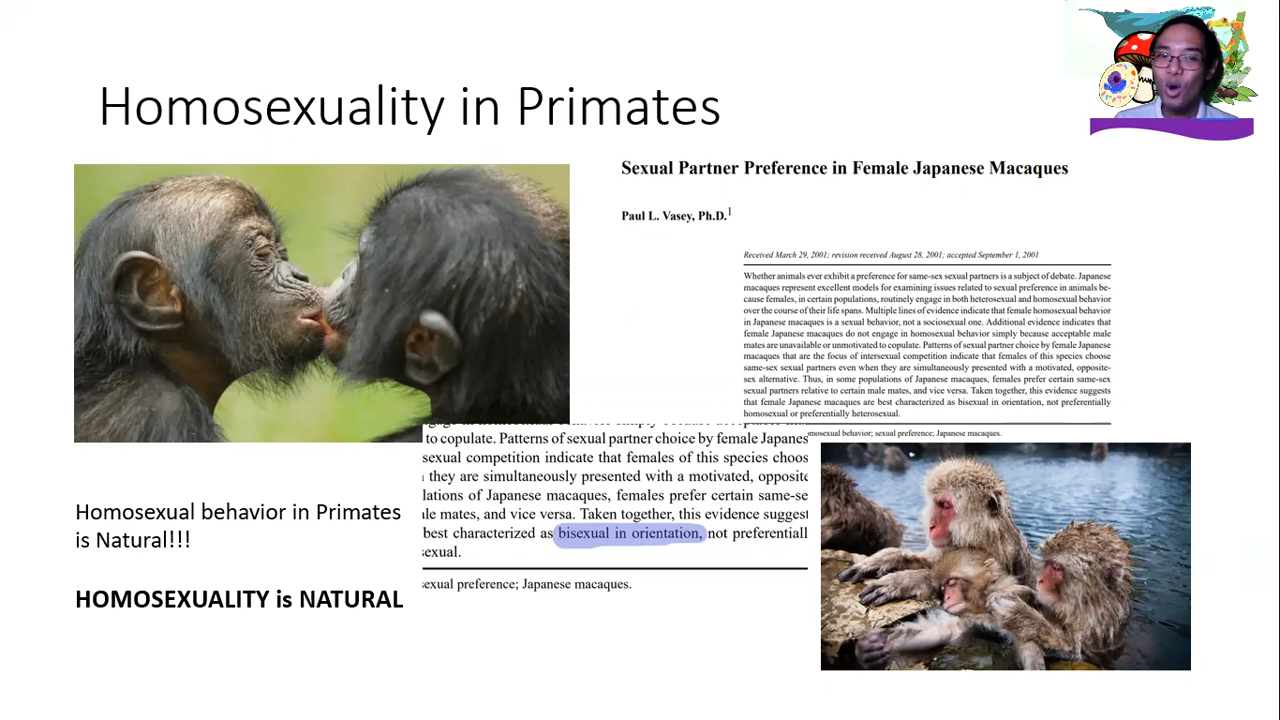 Homosexuality in Primates
Sexual Partner Preference in Female Japanese Macaques
Paul L. Vasey, Ph.D.1
Received March 29, 2001; revision received August 28, 2001; accepted September 1, 2001
Whether animals ever exhibit a preference for same-sex sexual partners is a subject of debate. Japanese
macaques represent excellent models for examining issues related to sexual preference in animals be-
cause females, in certain populations, routinely engage in both heterosexual and homosexual behavior
over the course of their life spans. Multiple lines of evidence indicate that female homosexual behavior
in Japanese macaques is a sexual behavior, not a sociosexual one. Additional evidence indicates that
female Japanese macaques do not engage in homosexual behavior simply because acceptable male
mates are unavailable or unmotivated to copulate. Patterns of sexual partner choice by female Japanese
macaques that are the focus of intersexual competition indicate that females of this species choose
same-sex sexual partners even when they are simultaneously presented with a motivated, opposite-
sex alternative. Thus, in some populations of Japanese macaques, females prefer certain same-sex
sexual partners relative to certain male mates, and vice versa. Taken together, this evidence suggests
that female Japanese macaques are best characterized as bisexual in orientation, not preferentially
homosexual or preferentially heterosexual.
mosexual behavior; sexual preference; Japanese macaques.
to copulate. Patterns of sexual partner choice by female Japanes
sexual competition indicate that females of this species choos
they are simultaneously presented with a motivated, opposite
lations of Japanese macaques, females prefer certain same-se
le mates, and vice versa. Taken together, this evidence suggest
best characterized as bisexual in orientation, not preferentiall
sexual.
sexual preference; Japanese macaques.
Homosexual behavior in Primates
is Natural!!!
HOMOSEXUALITY is NATURAL